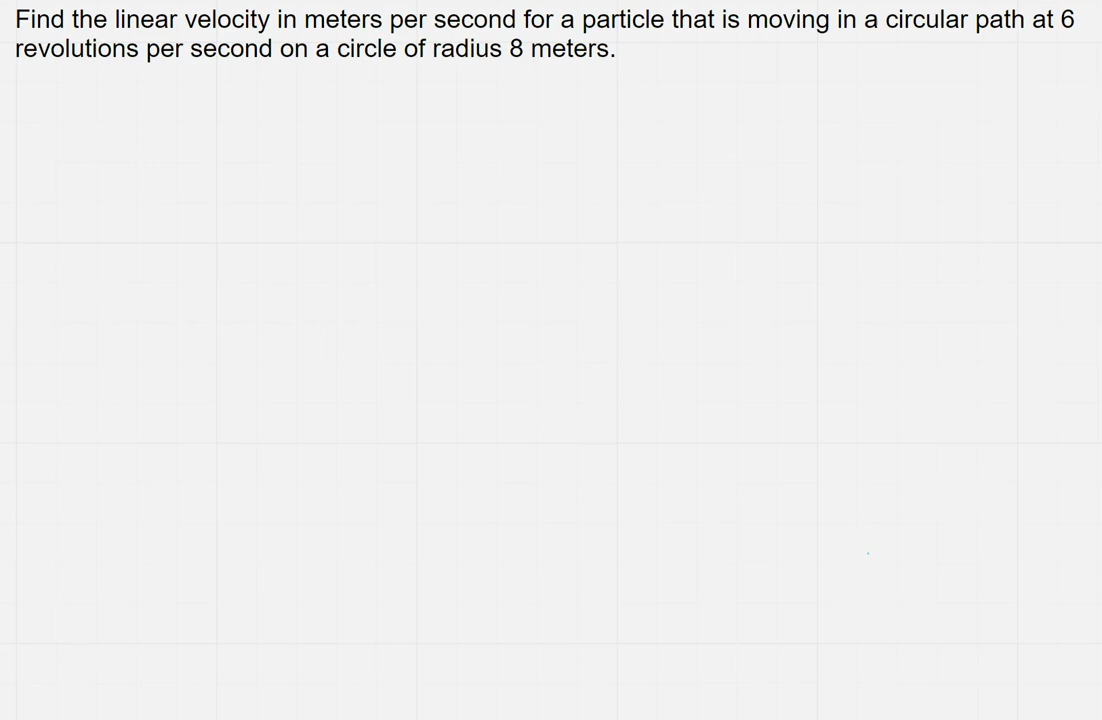 Find the linear velocity in meters per second for a particle that is moving in a circular path at 6
revolutions per second on a circle of radius 8 meters.